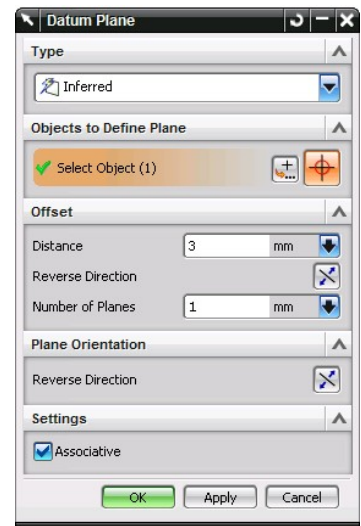 Datum Plane
Type
Inferred
Objects to Define Plane
Select Object (1)
Offset
Distance 3 mm
Reverse Direction
Number of Planes 1 mm
Plane Orientation
Reverse Direction
Settings
Associative
OK Apply Cancel